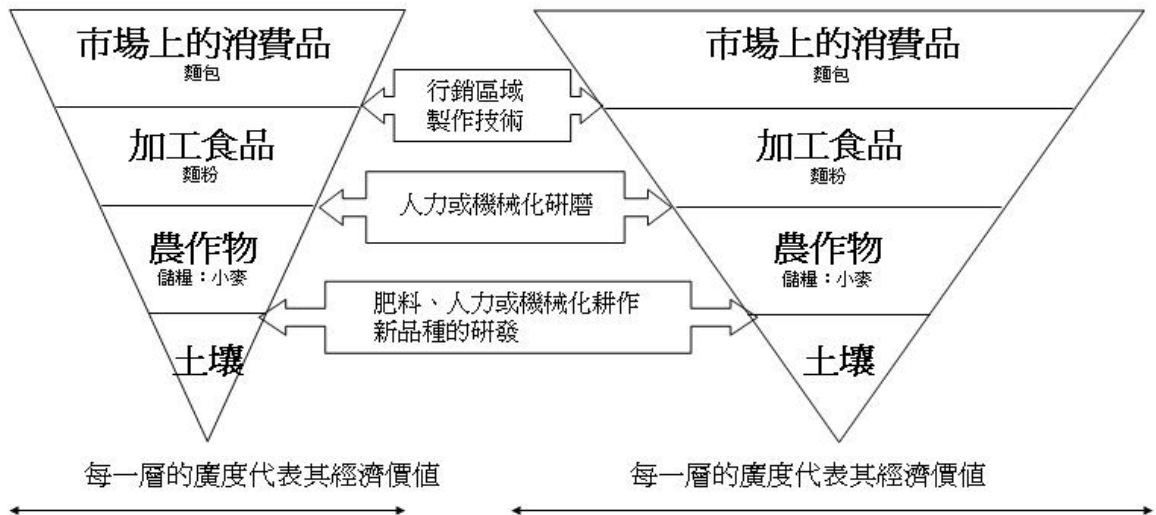 市場上的消費品
麵包
加工食品
麵粉
農作物
儲糧：小麥
土壤
行銷區域
製作技術
人力或機械化研磨
肥料、人力或機械化耕作
新品種的研發
市場上的消費品
麵包
加工食品
麵粉
農作物
儲糧：小麥
土壤
每一層的廣度代表其經濟價值
每一層的廣度代表其經濟價值